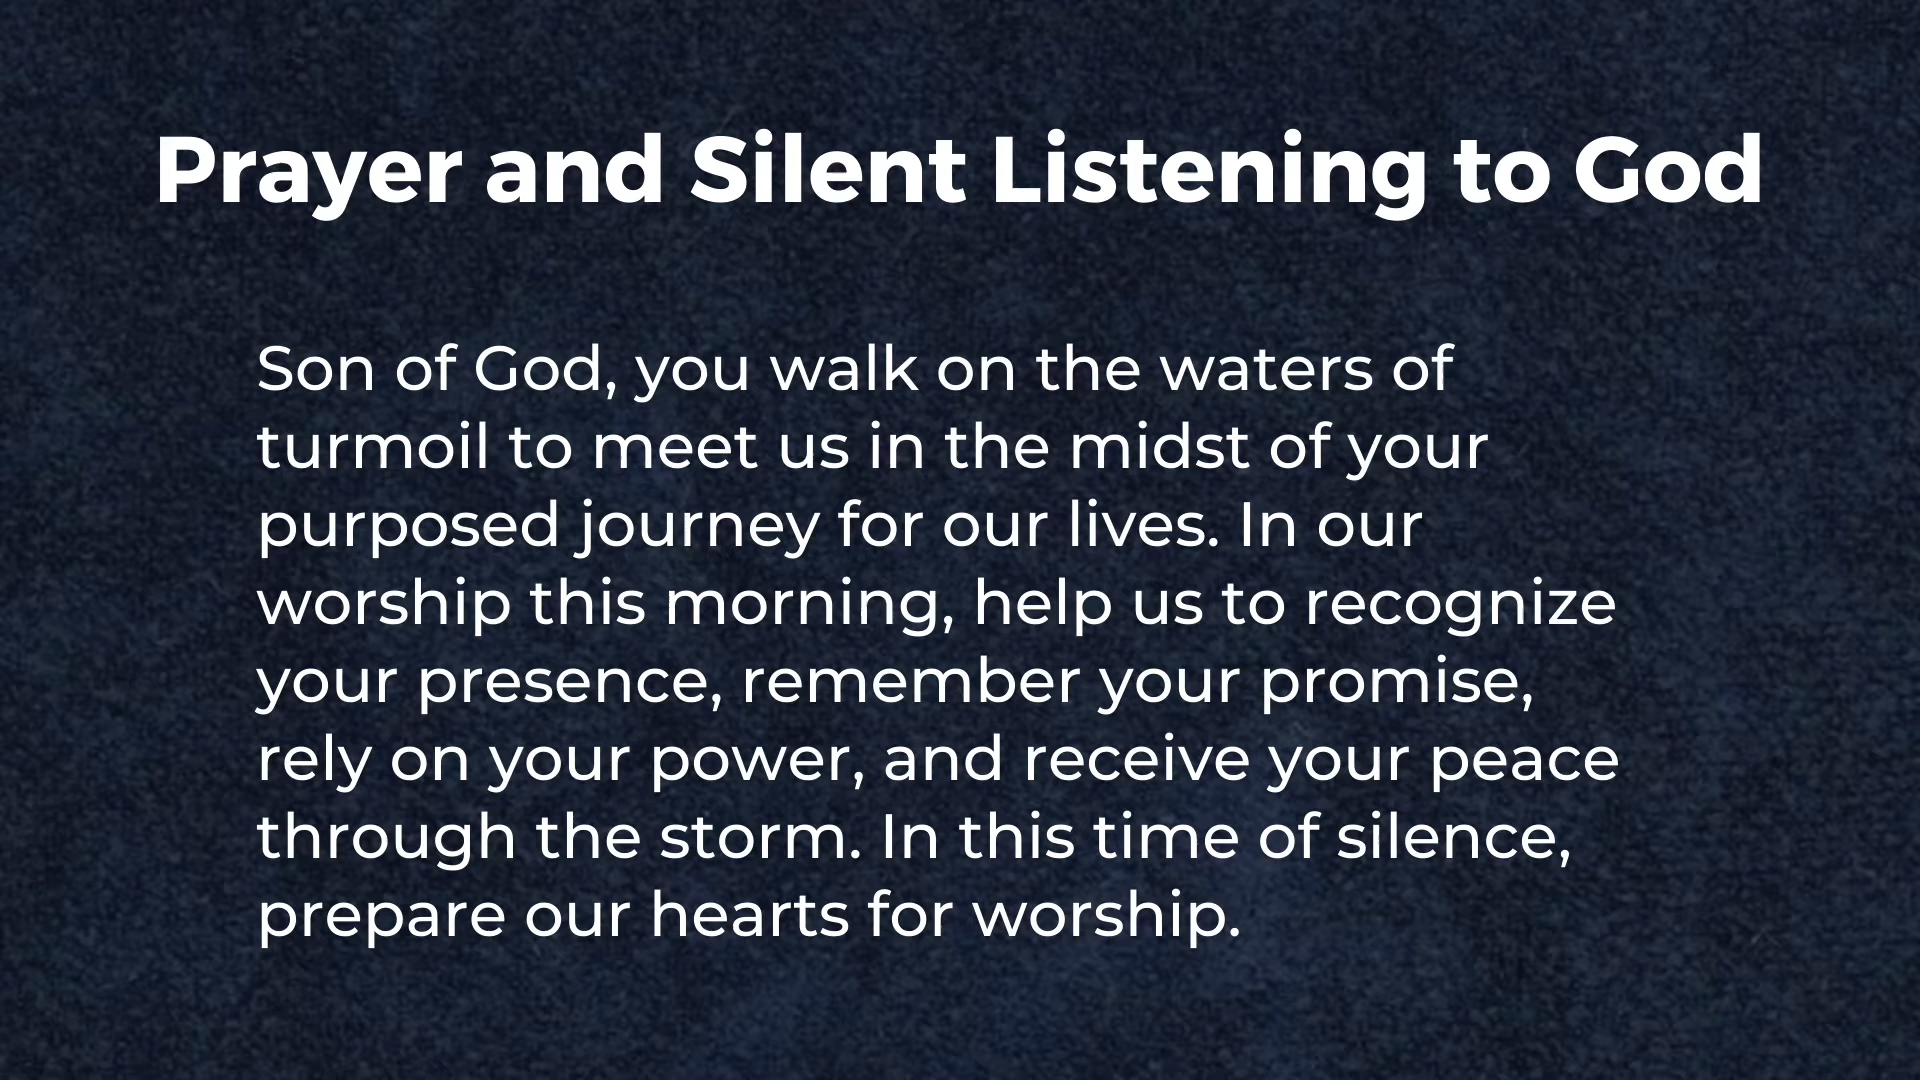 Prayer and Silent Listening to God
Son of God, you walk on the waters of
turmoil to meet us in the midst of your
purposed journey for our lives. In our
worship this morning, help us to recognize
your presence, remember your promise,
rely on your power, and receive your peace
through the storm. In this time of silence,
prepare our hearts for worship.